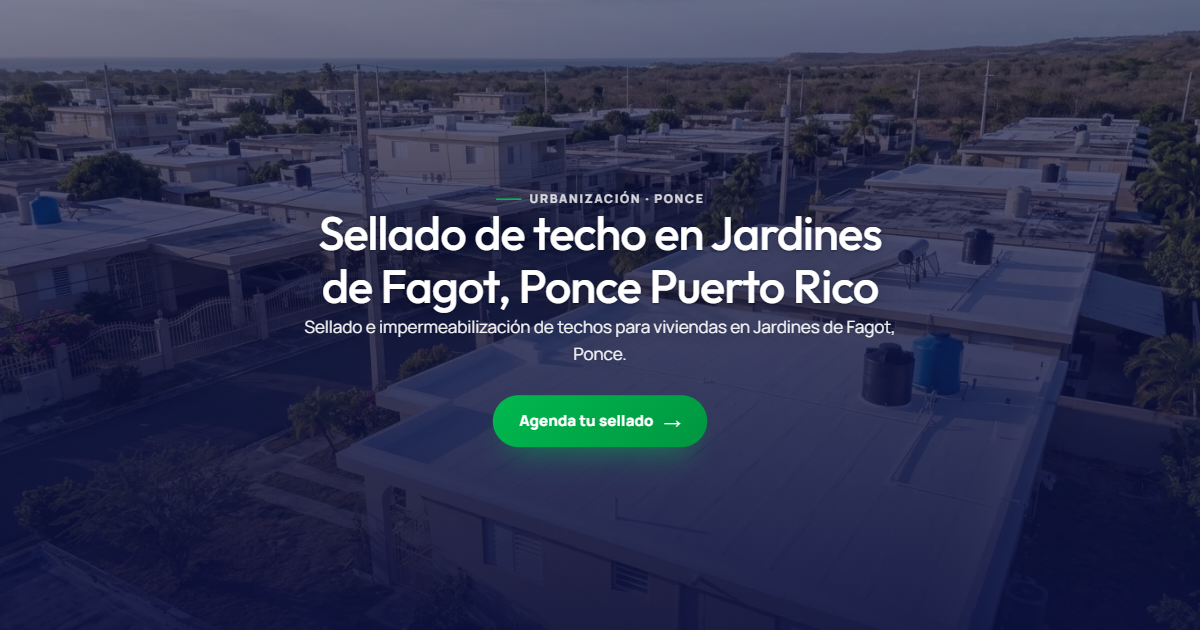 URBANIZACIÓN · PONCE
Sellado de techo en Jardines
de Fagot, Ponce Puerto Rico
Sellado e impermeabilización de techos para viviendas en Jardines de Fagot,
Ponce.
Agenda tu sellado →